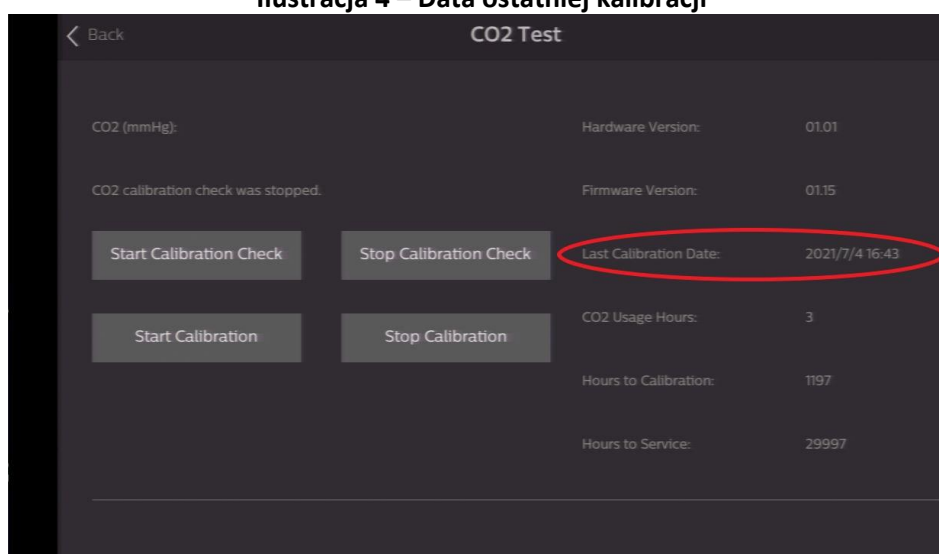 Ilustracja 4 – Data ostatniej kalibracji
Back
CO2 Test
CO2 (mmHg):
CO2 calibration check was stopped.
Start Calibration Check
Stop Calibration Check
Start Calibration
Stop Calibration
Hardware Version: 01.01
Firmware Version: 01.15
Last Calibration Date: 2021/7/4 16:43
CO2 Usage Hours: 3
Hours to Calibration: 1197
Hours to Service: 29997